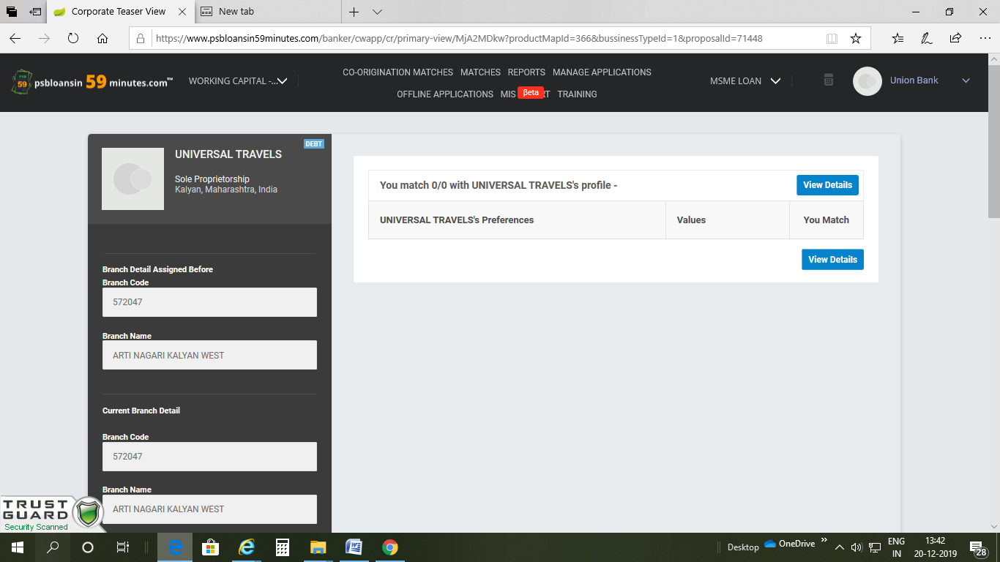 Corporate Teaser View
New tab
https://www.psbloansin59minutes.com/banker/cwapp/cr/primary-view/MjA2MDkw?productMapId=366&bussinessTypeId=1&proposalId=71448
PSB
59
psbloansin 59 minutes.com™
WORKING CAPITAL -...
CO-ORIGINATION MATCHES MATCHES REPORTS MANAGE APPLICATIONS
OFFLINE APPLICATIONS MIS βeta T TRAINING
MSME LOAN
Union Bank
DEBT
UNIVERSAL TRAVELS
Sole Proprietorship
Kalyan, Maharashtra, India
Branch Detail Assigned Before
Branch Code
572047
Branch Name
ARTI NAGARI KALYAN WEST
Current Branch Detail
Branch Code
572047
Branch Name
ARTI NAGARI KALYAN WEST
You match 0/0 with UNIVERSAL TRAVELS's profile -
View Details
UNIVERSAL TRAVELS's Preferences Values You Match
View Details
TRUST
GUARD
Security Scanned
Desktop
OneDrive
ENG
IN
13:42
20-12-2019
28